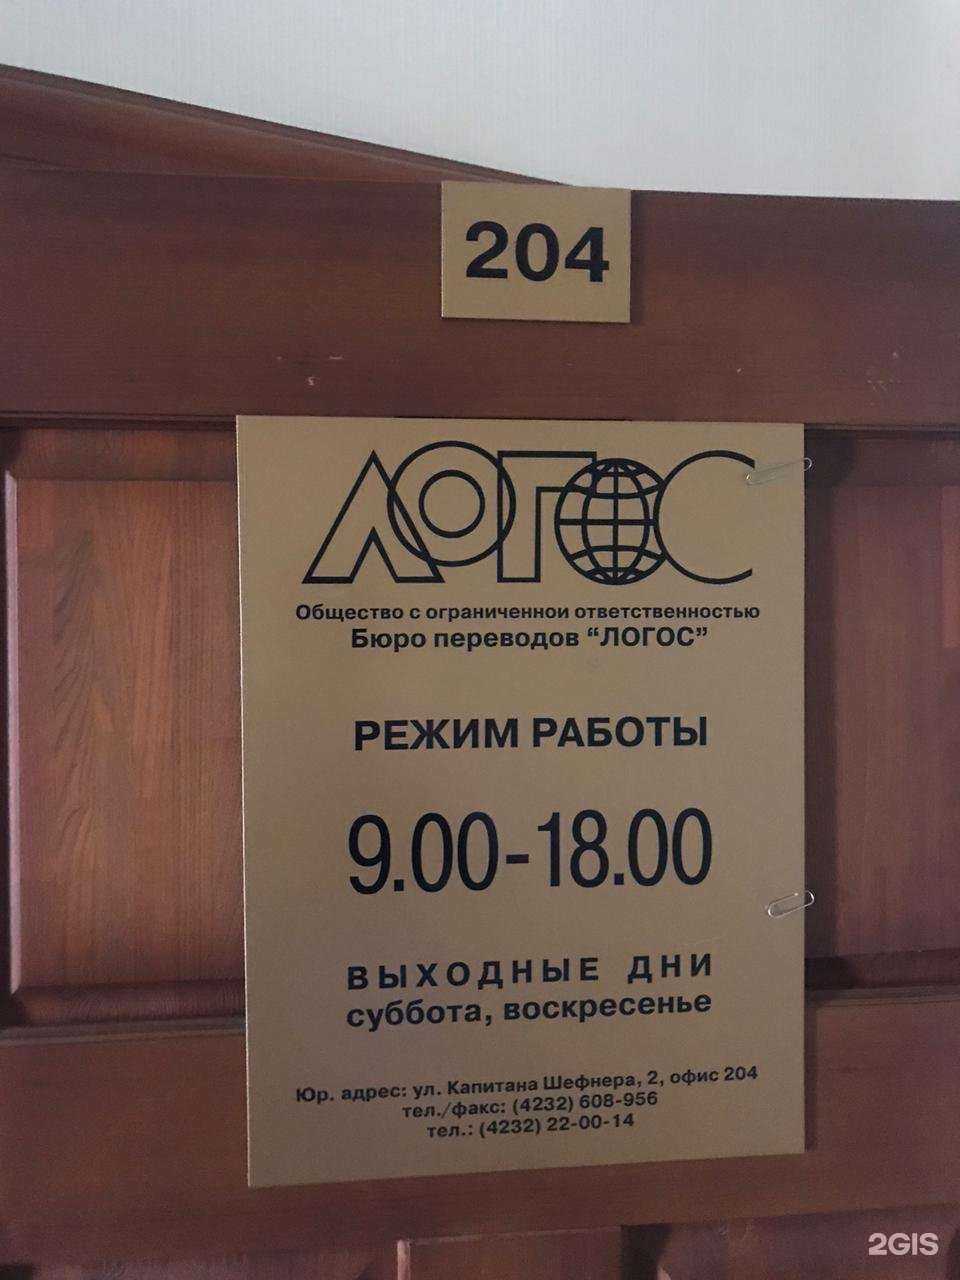 204
ЛОГОС
Общество с ограниченнои ответственностью
Бюро переводов “ЛОГОС”
РЕЖИМ РАБОТЫ
9.00-18.00
ВЫХОДНЫЕ ДНИ
суббота, воскресенье
Юр. адрес: ул. Капитана Шефнера, 2, офис 204
тел./факс: (4232) 608-956
тел.: (4232) 22-00-14
2GIS